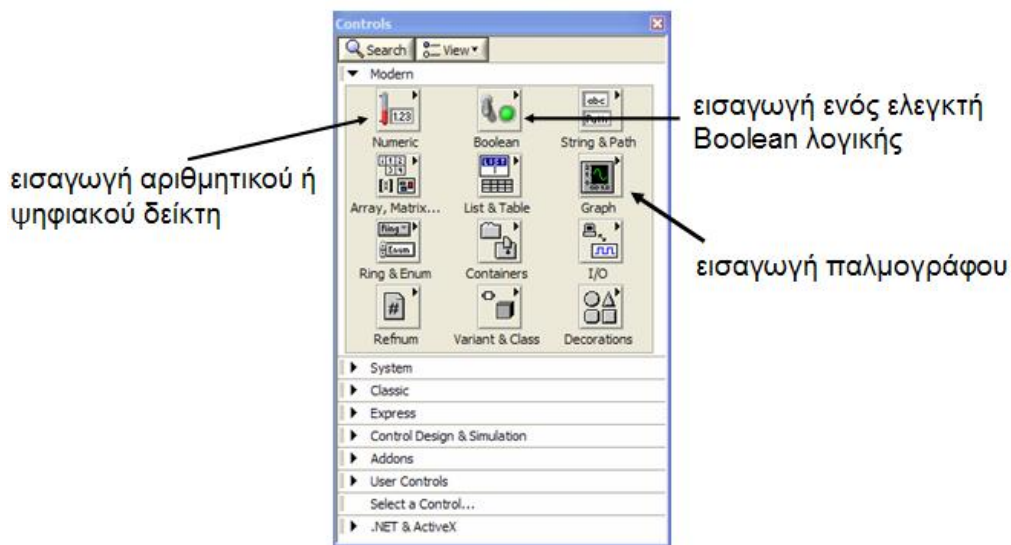 Controls
Search View
Modern
Numeric Boolean String & Path
Array, Matrix... List & Table Graph
Ring & Enum Containers I/O
Refnum Variant & Class Decorations
System
Classic
Express
Control Design & Simulation
Addons
User Controls
Select a Control...
.NET & ActiveX
εισαγωγή αριθμητικού ή
ψηφιακού δείκτη
εισαγωγή ενός ελεγκτή
Boolean λογικής
εισαγωγή παλμογράφου